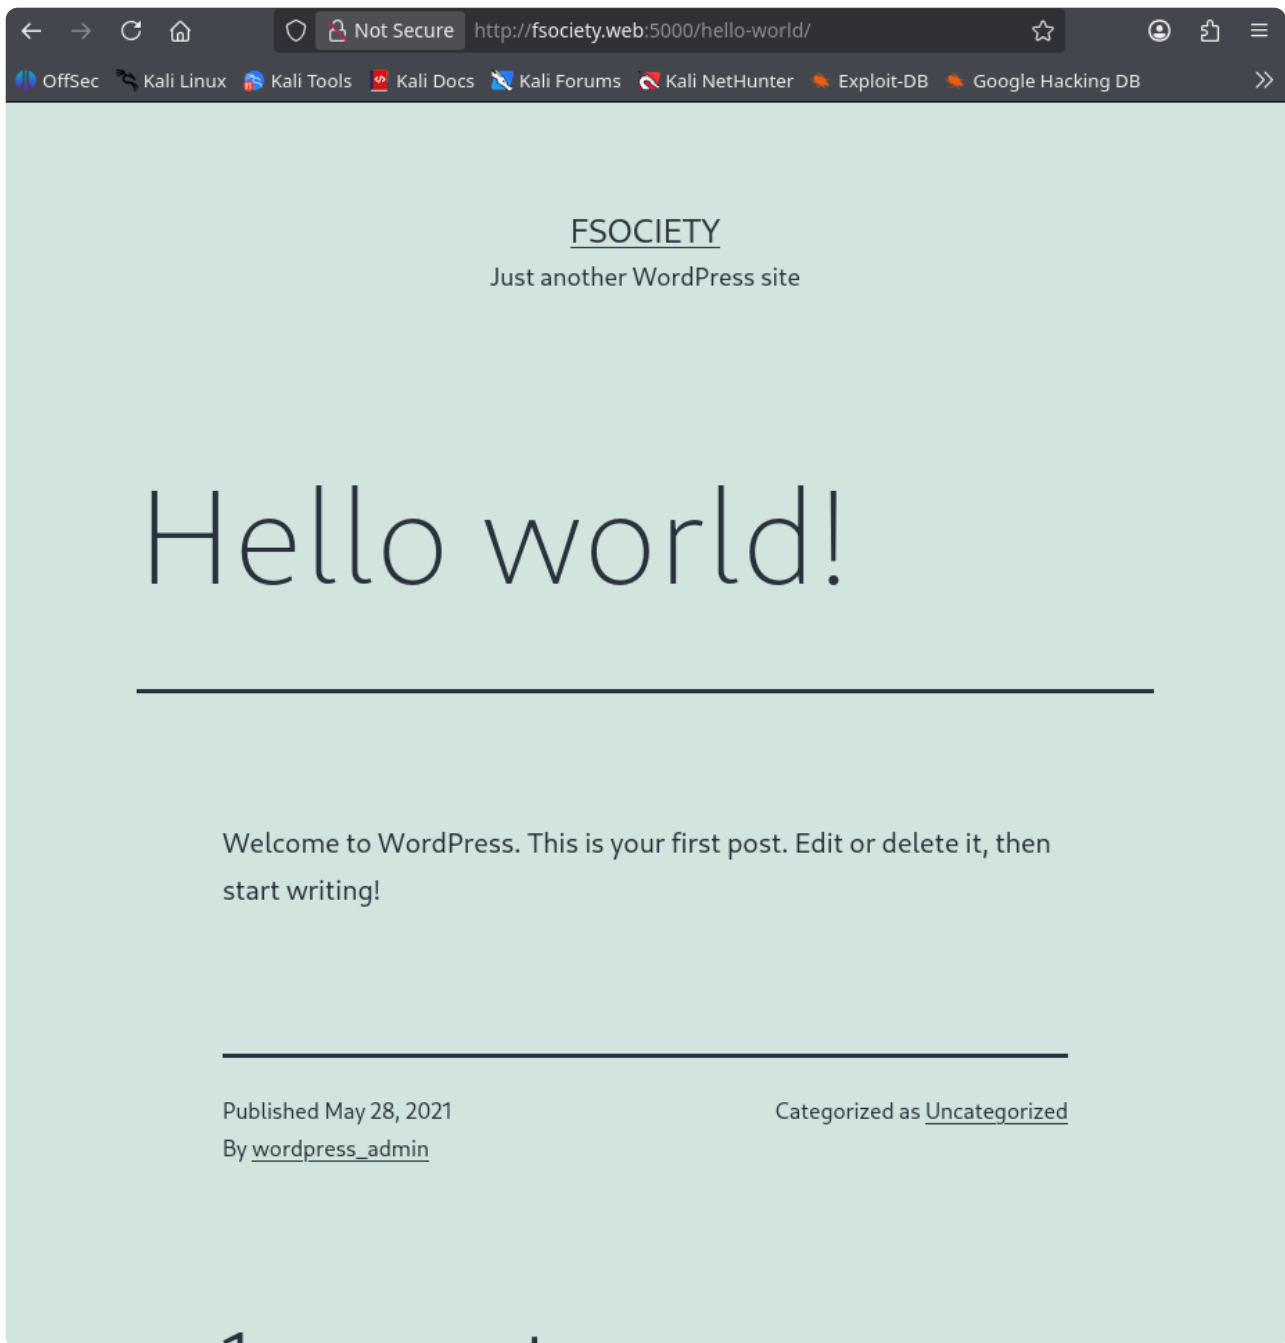 Not Secure http://fsociety.web:5000/hello-world/
OffSec Kali Linux Kali Tools Kali Docs Kali Forums Kali NetHunter Exploit-DB Google Hacking DB
FSOCIETY
Just another WordPress site
Hello world!
Welcome to WordPress. This is your first post. Edit or delete it, then
start writing!
Published May 28, 2021 Categorized as Uncategorized
By wordpress_admin